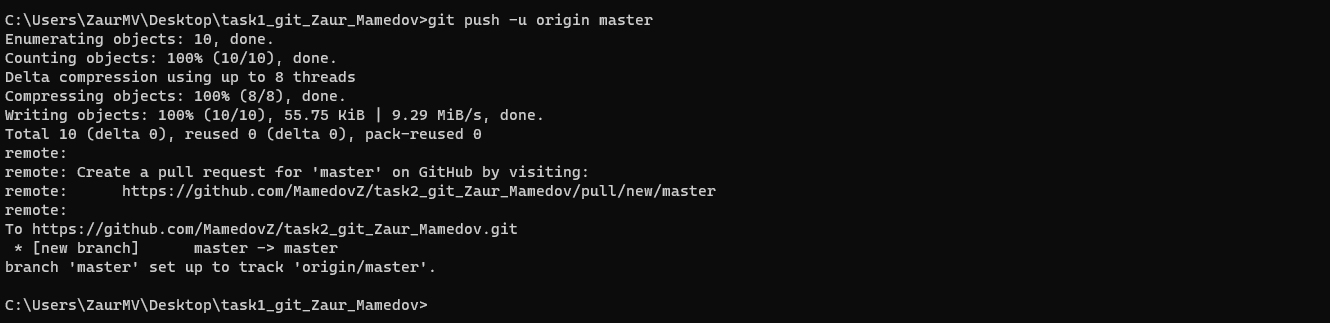 C:\Users\ZaurMV\Desktop\task1_git_Zaur_Mamedov>git push -u origin master
Enumerating objects: 10, done.
Counting objects: 100% (10/10), done.
Delta compression using up to 8 threads
Compressing objects: 100% (8/8), done.
Writing objects: 100% (10/10), 55.75 KiB | 9.29 MiB/s, done.
Total 10 (delta 0), reused 0 (delta 0), pack-reused 0
remote:
remote: Create a pull request for 'master' on GitHub by visiting:
remote:      https://github.com/MamedovZ/task2_git_Zaur_Mamedov/pull/new/master
remote:
To https://github.com/MamedovZ/task2_git_Zaur_Mamedov.git
 * [new branch]      master -> master
branch 'master' set up to track 'origin/master'.
C:\Users\ZaurMV\Desktop\task1_git_Zaur_Mamedov>